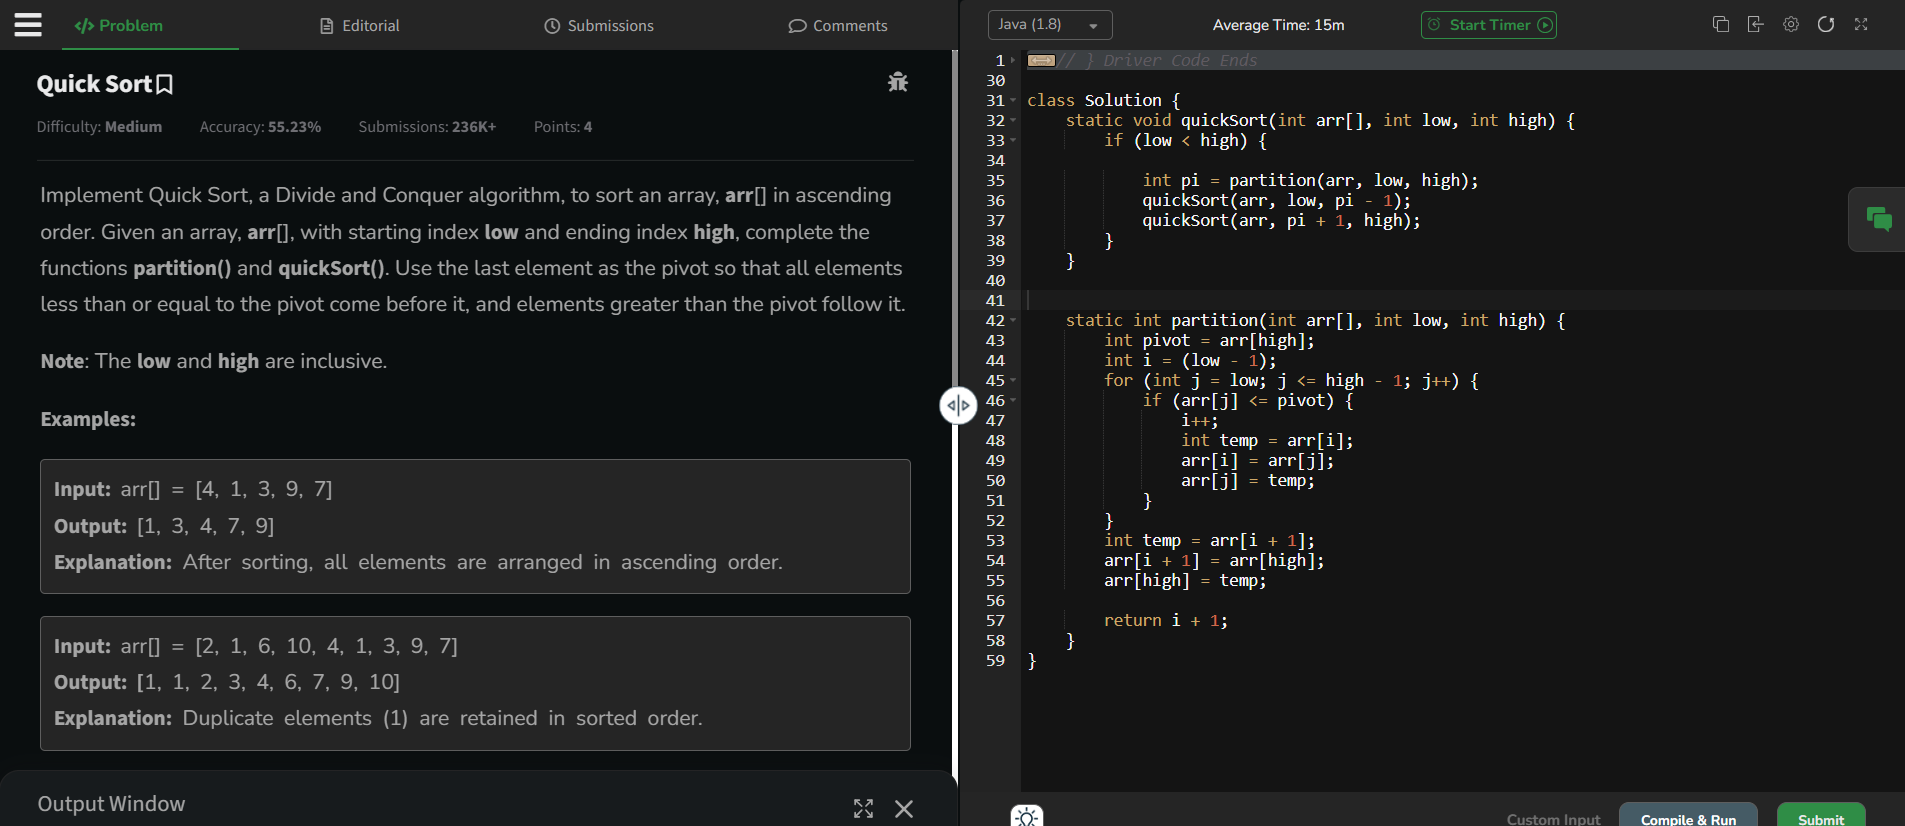 Problem
Editorial
Submissions
Comments
Quick Sort
Difficulty: Medium Accuracy: 55.23% Submissions: 236K+ Points: 4
Implement Quick Sort, a Divide and Conquer algorithm, to sort an array, arr[] in ascending
order. Given an array, arr[], with starting index low and ending index high, complete the
functions partition() and quickSort(). Use the last element as the pivot so that all elements
less than or equal to the pivot come before it, and elements greater than the pivot follow it.
Note: The low and high are inclusive.
Examples:
Input: arr[] = [4, 1, 3, 9, 7]
Output: [1, 3, 4, 7, 9]
Explanation: After sorting, all elements are arranged in ascending order.
Input: arr[] = [2, 1, 6, 10, 4, 1, 3, 9, 7]
Output: [1, 1, 2, 3, 4, 6, 7, 9, 10]
Explanation: Duplicate elements (1) are retained in sorted order.
Output Window
Java (1.8)
Average Time: 15m
Start Timer
1 // } Driver Code Ends
30
31 class Solution {
32 static void quickSort(int arr[], int low, int high) {
33 if (low < high) {
34
35 int pi = partition(arr, low, high);
36 quickSort(arr, low, pi - 1);
37 quickSort(arr, pi + 1, high);
38 }
39 }
40
41
42 static int partition(int arr[], int low, int high) {
43 int pivot = arr[high];
44 int i = (low - 1);
45 for (int j = low; j <= high - 1; j++) {
46 if (arr[j] <= pivot) {
47 i++;
48 int temp = arr[i];
49 arr[i] = arr[j];
50 arr[j] = temp;
51 }
52 }
53 int temp = arr[i + 1];
54 arr[i + 1] = arr[high];
55 arr[high] = temp;
56
57 return i + 1;
58 }
59 }
Custom Input
Compile & Run
Submit